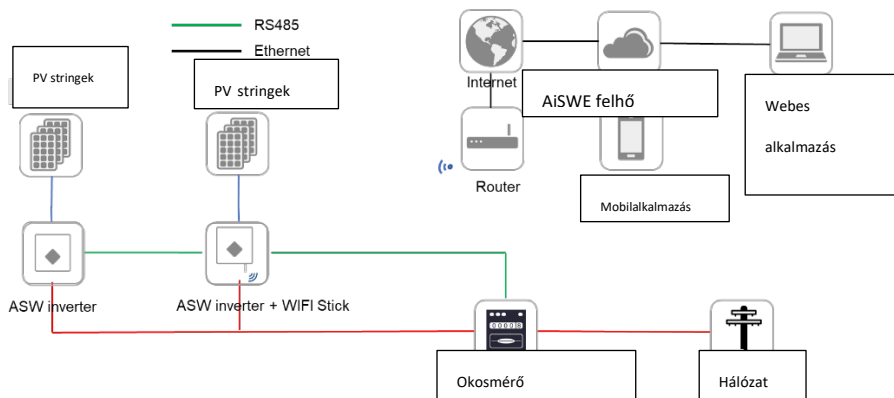 RS485
Ethernet
PV stringek
PV stringek
Internet
AiSWE felhő
Webes
alkalmazás
Router
Mobilalkalmazás
ASW inverter
ASW inverter + WIFI Stick
Okosmérő
Hálózat